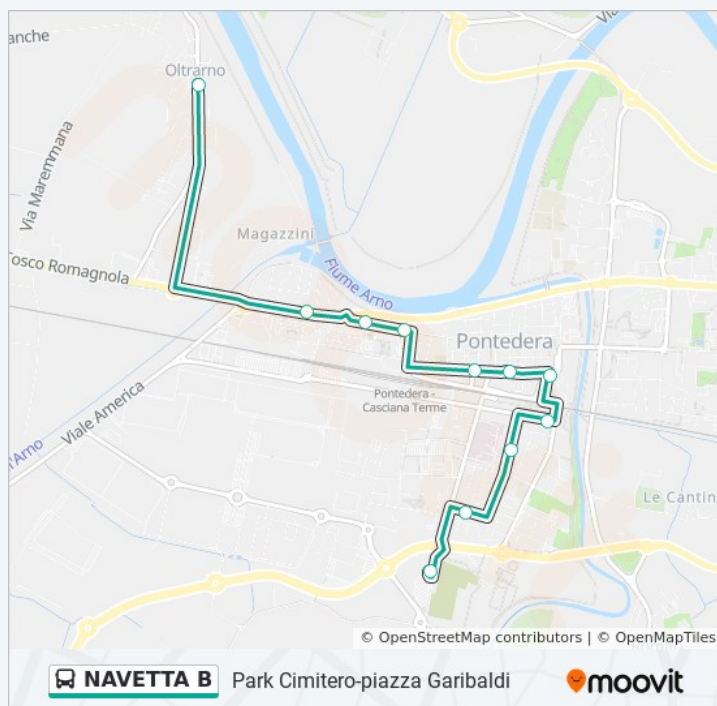 anche
Via
Oltrarno
Via Maremmana
Magazzini
Tosco Romagnola
Fiume Arno
Pontedera
Pontedera -
Casciana Terme
Viale America
l'Arno
Le Cantin
© OpenStreetMap contributors | © OpenMapTiles
NAVETTA B
Park Cimitero-piazza Garibaldi
moovit